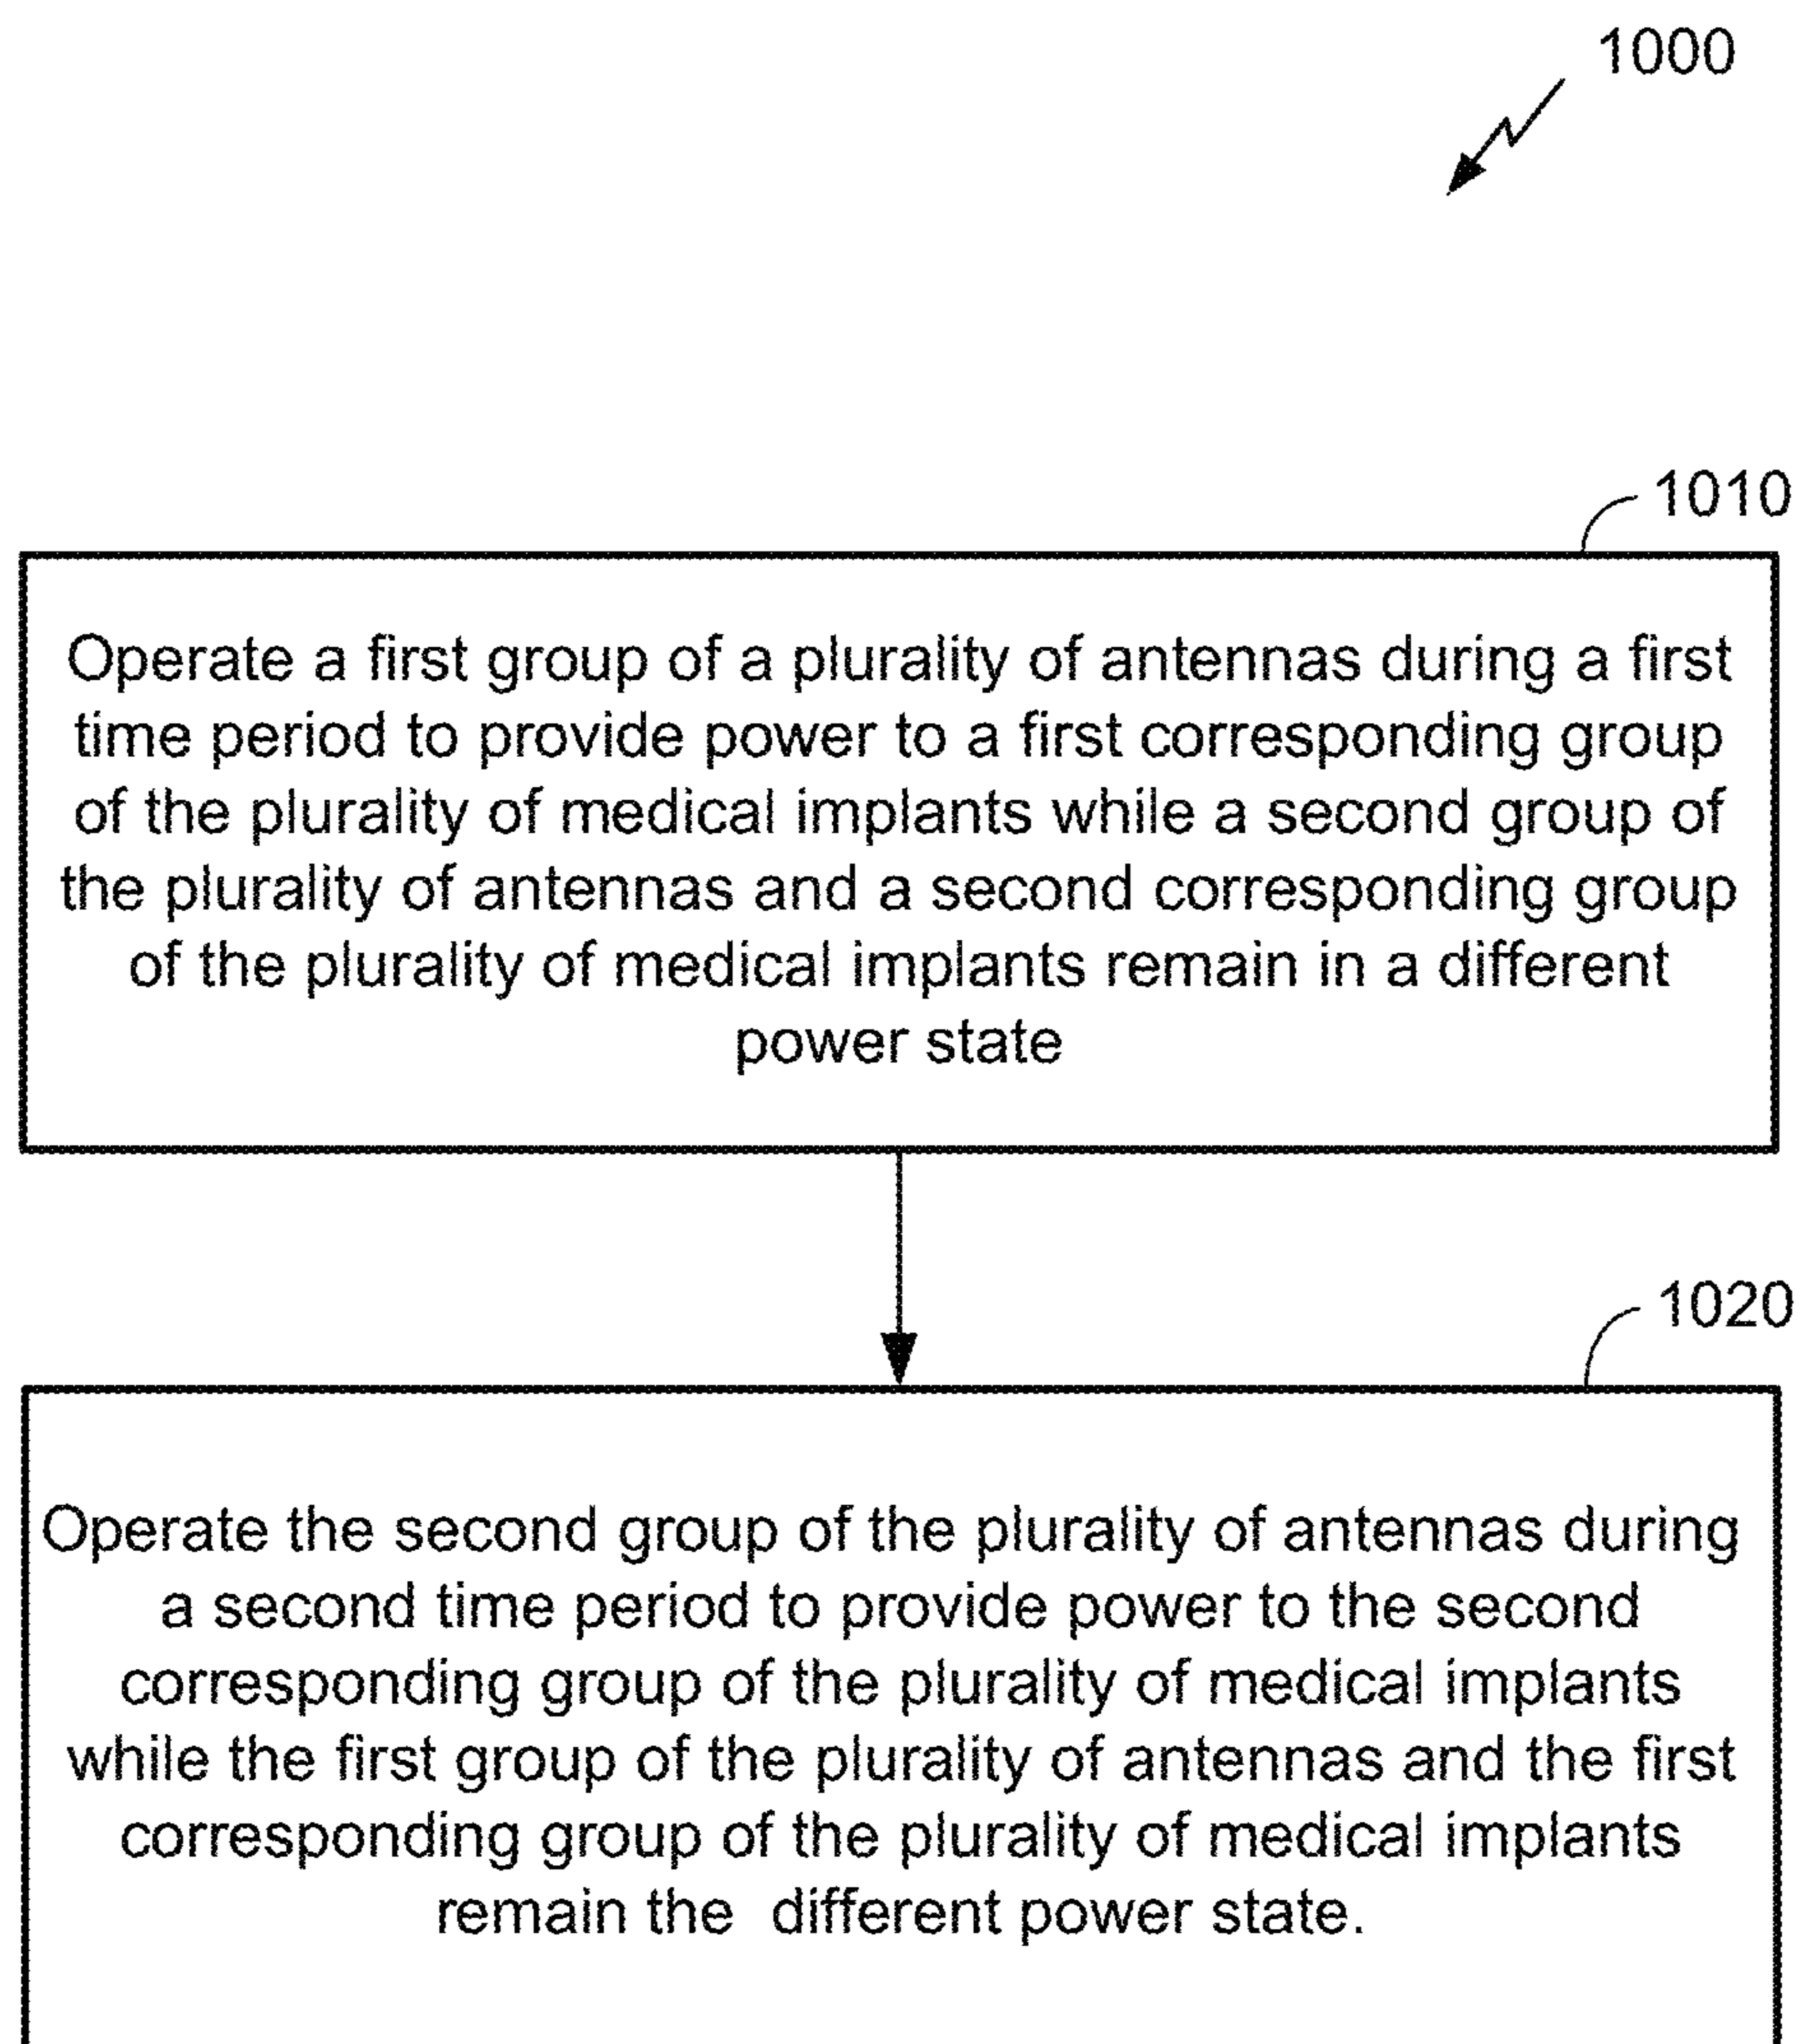 1000
1010
Operate a first group of a plurality of antennas during a first
time period to provide power to a first corresponding group
of the plurality of medical implants while a second group of
the plurality of antennas and a second corresponding group
of the plurality of medical implants remain in a different
power state
1020
Operate the second group of the plurality of antennas during
a second time period to provide power to the second
corresponding group of the plurality of medical implants
while the first group of the plurality of antennas and the first
corresponding group of the plurality of medical implants
remain the  different power state.